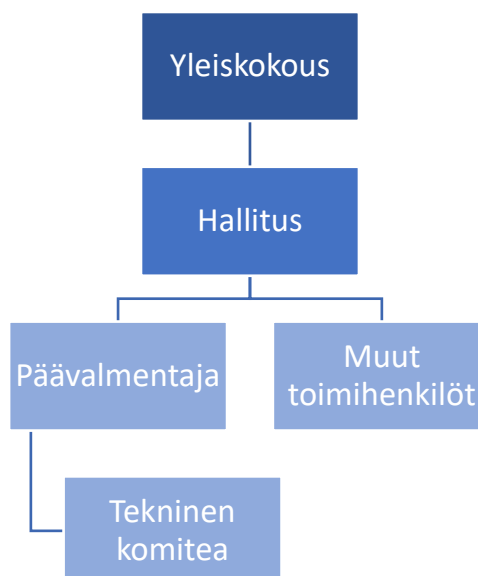 Yleiskokous
Hallitus
Päävalmentaja
Muut
toimihenkilöt
Tekninen
komitea